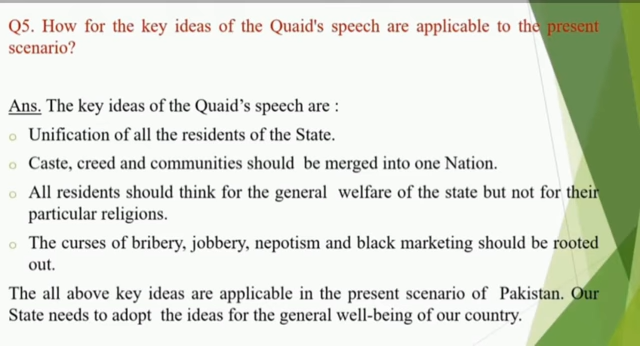 Q5. How for the key ideas of the Quaid's speech are applicable to the present
scenario?
Ans. The key ideas of the Quaid's speech are :
Unification of all the residents of the State.
Caste, creed and communities should be merged into one Nation.
All residents should think for the general welfare of the state but not for their
particular religions.
The curses of bribery, jobbery, nepotism and black marketing should be rooted
out.
The all above key ideas are applicable in the present scenario of Pakistan. Our
State needs to adopt the ideas for the general well-being of our country.